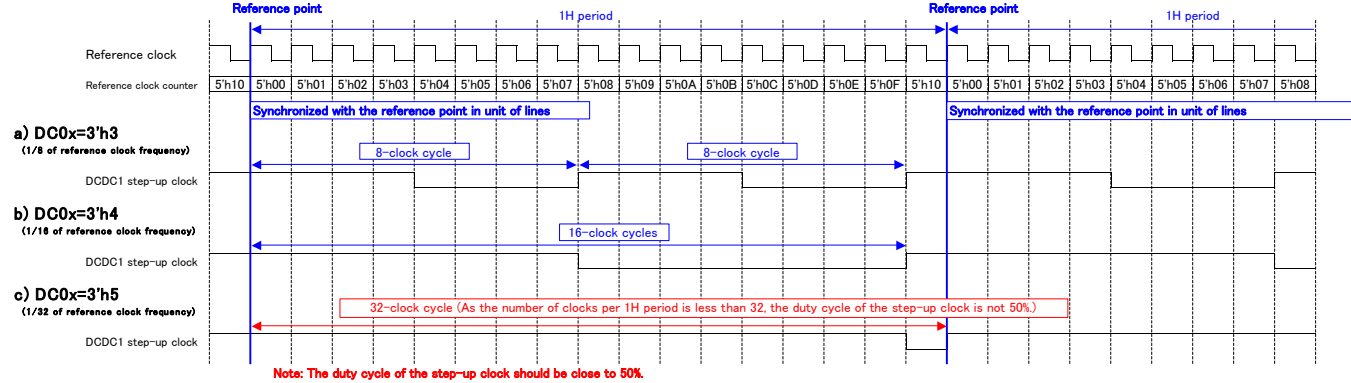 Reference point Reference point
1H period 1H period
Reference clock
Reference clock counter 5'h10 5'h00 5'h01 5'h02 5'h03 5'h04 5'h05 5'h06 5'h07 5'h08 5'h09 5'h0A 5'h0B 5'h0C 5'h0D 5'h0E 5'h0F 5'h10 5'h00 5'h01 5'h02 5'h03 5'h04 5'h05 5'h06 5'h07 5'h08
Synchronized with the reference point in unit of lines Synchronized with the reference point in unit of lines
a) DC0x=3'h3
(1/8 of reference clock frequency)
8-clock cycle 8-clock cycle
DCDC1 step-up clock
b) DC0x=3'h4
(1/16 of reference clock frequency)
16-clock cycles
DCDC1 step-up clock
c) DC0x=3'h5
(1/32 of reference clock frequency)
32-clock cycle (As the number of clocks per 1H period is less than 32, the duty cycle of the step-up clock is not 50%.)
DCDC1 step-up clock
Note: The duty cycle of the step-up clock should be close to 50%.